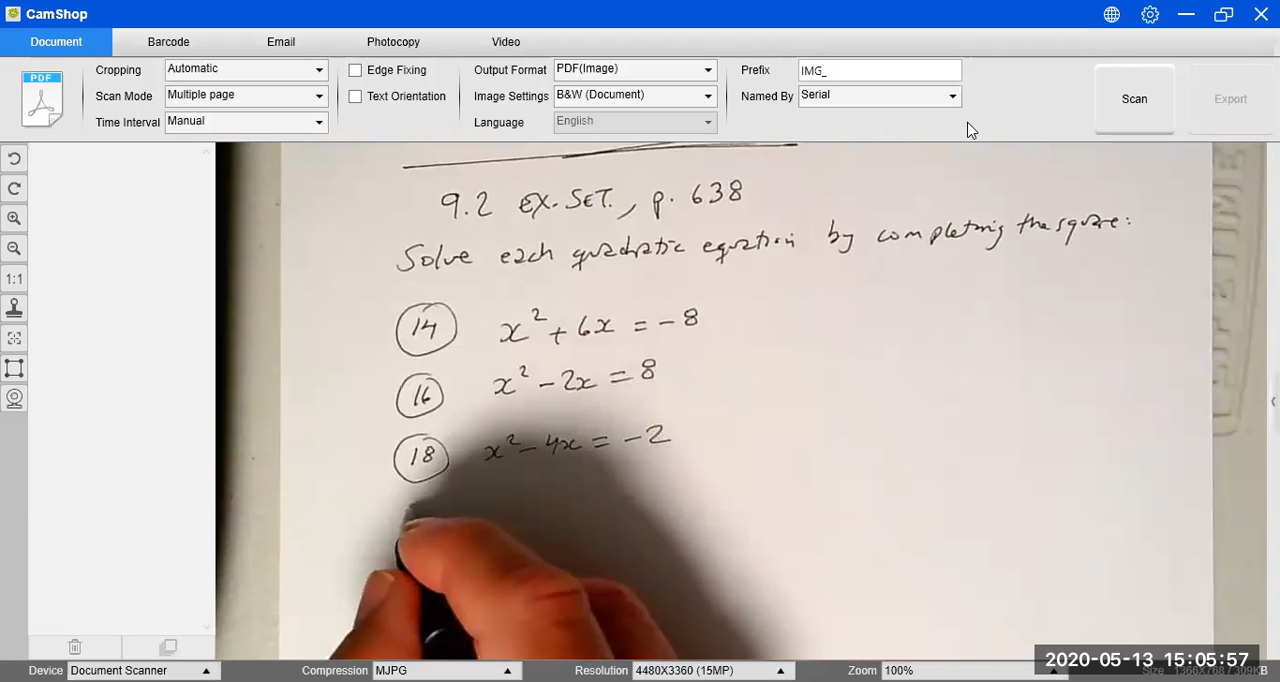 CamShop
Document Barcode Email Photocopy Video
PDF
Cropping Automatic Edge Fixing Output Format PDF(Image) Prefix IMG_
Scan Mode Multiple page Text Orientation Image Settings B&W (Document) Named By Serial
Time Interval Manual Language English
Scan Export
1:1
9.2 EX. SET., p. 638
Solve each quadratic equation by completing the square:
14 x² + 6x = -8
16 x² - 2x = 8
18 x² - 4x = -2
LIFETIME
Device Document Scanner Compression MJPG Resolution 4480X3360 (15MP) Zoom 100% Size 1366X768 / 309KB
2020-05-13 15:05:57